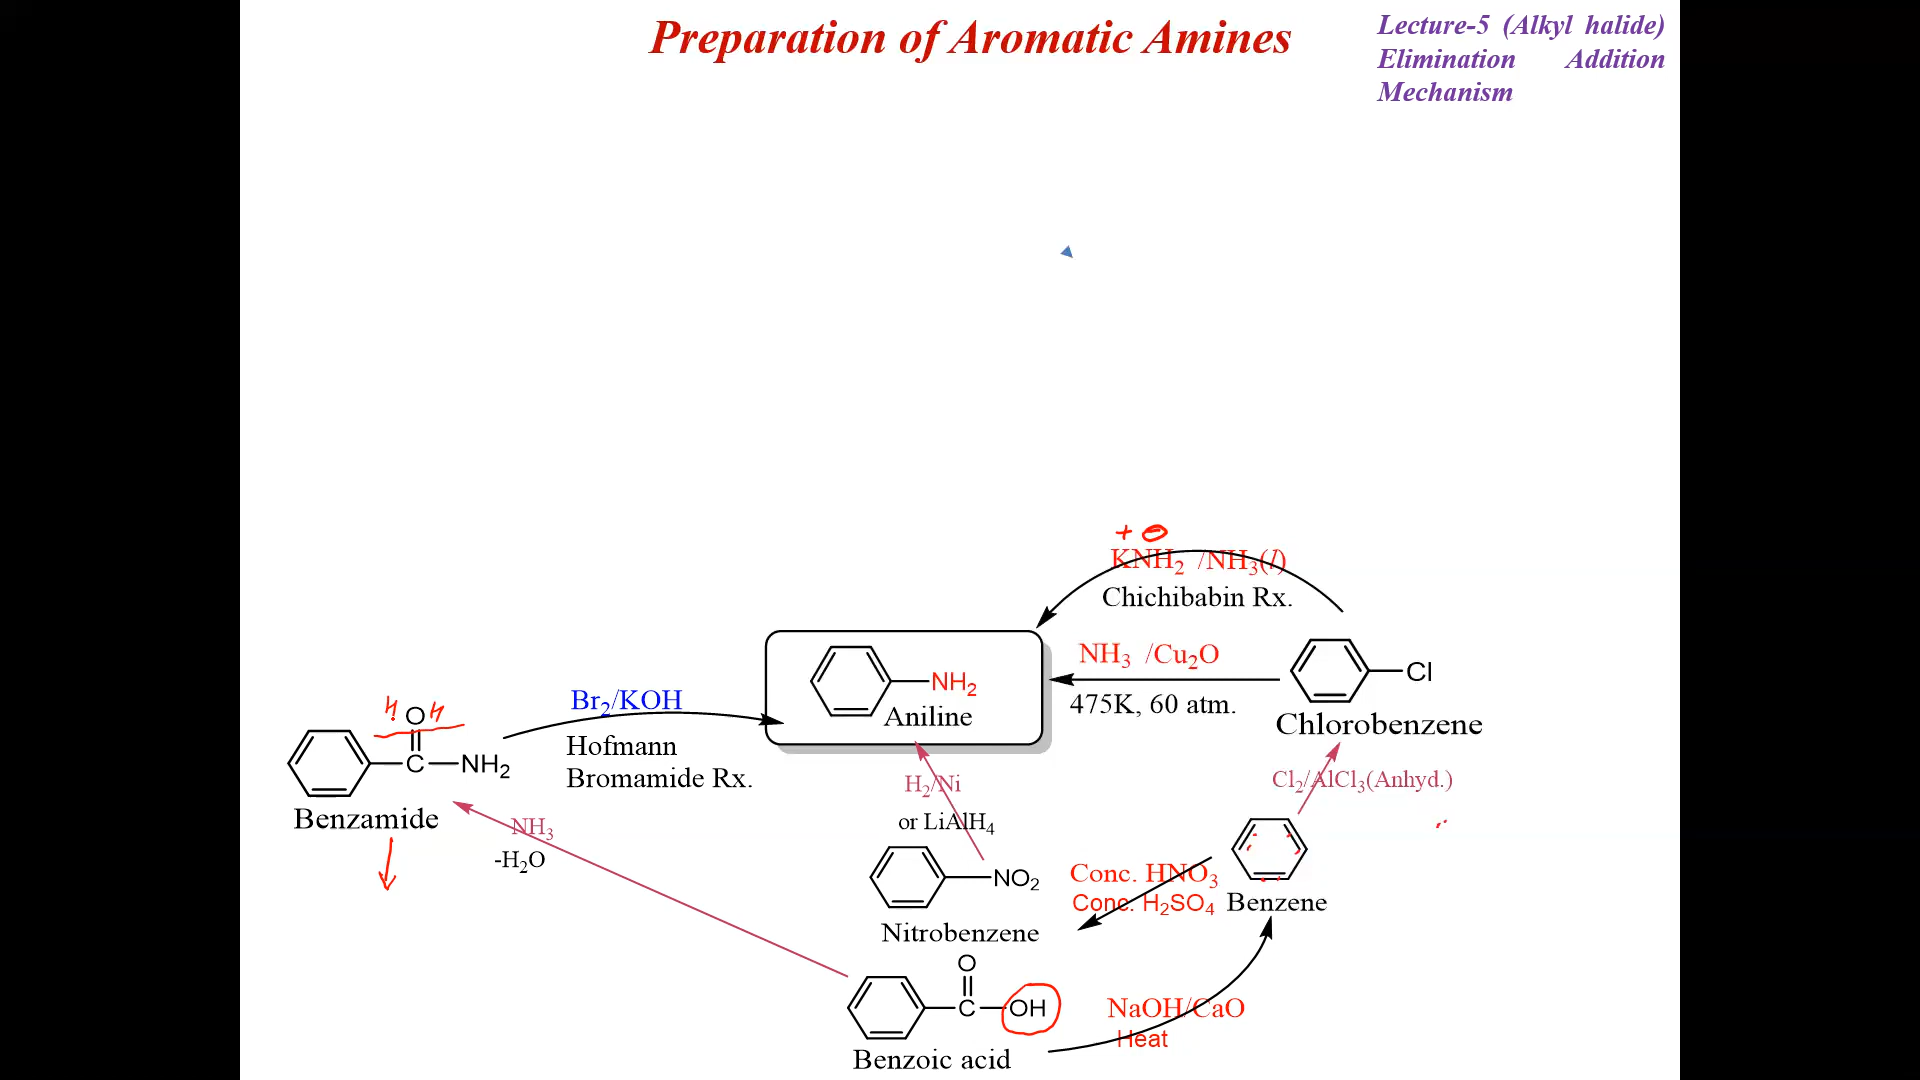 Preparation of Aromatic Amines
Lecture-5 (Alkyl halide)
Elimination Addition
Mechanism
+ ⊖
KNH₂ /NH₃(l)
Chichibabin Rx.
NH₃ /Cu₂O
475K, 60 atm.
Cl
Chlorobenzene
NH₂
Aniline
Br₂/KOH
Hofmann
Bromamide Rx.
H O H
C NH₂
Benzamide
NH₃
-H₂O
H₂/Ni
or LiAlH₄
NO₂
Nitrobenzene
Cl₂/AlCl₃(Anhyd.)
Conc. HNO₃
Conc. H₂SO₄
Benzene
O
C OH
Benzoic acid
NaOH/CaO
Heat